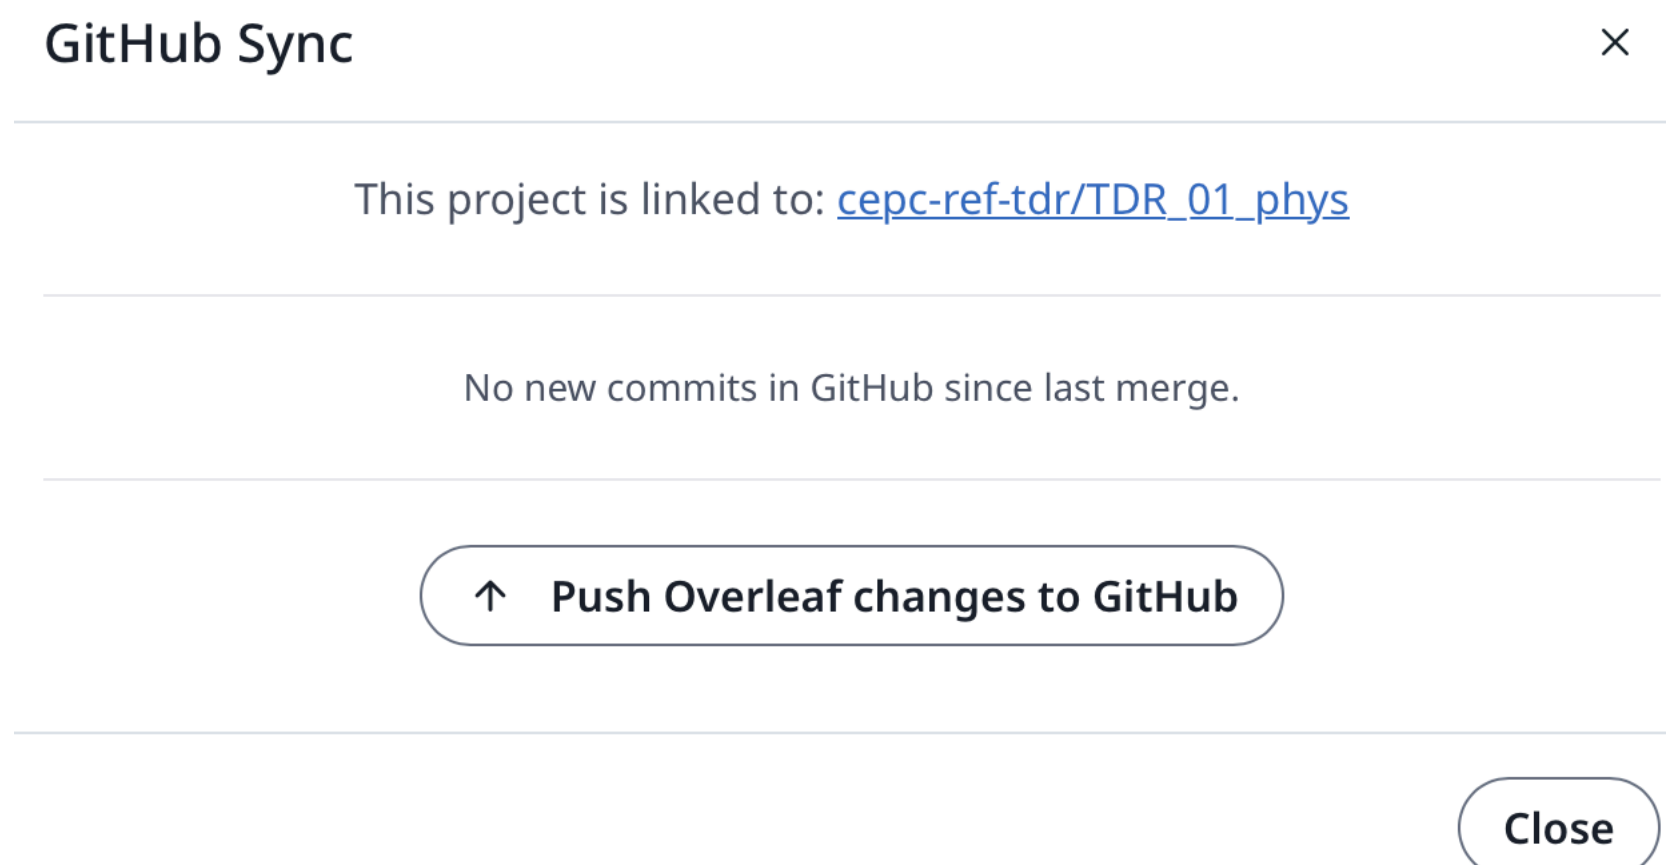 GitHub Sync
This project is linked to: cepc-ref-tdr/TDR_01_phys
No new commits in GitHub since last merge.
Push Overleaf changes to GitHub
Close